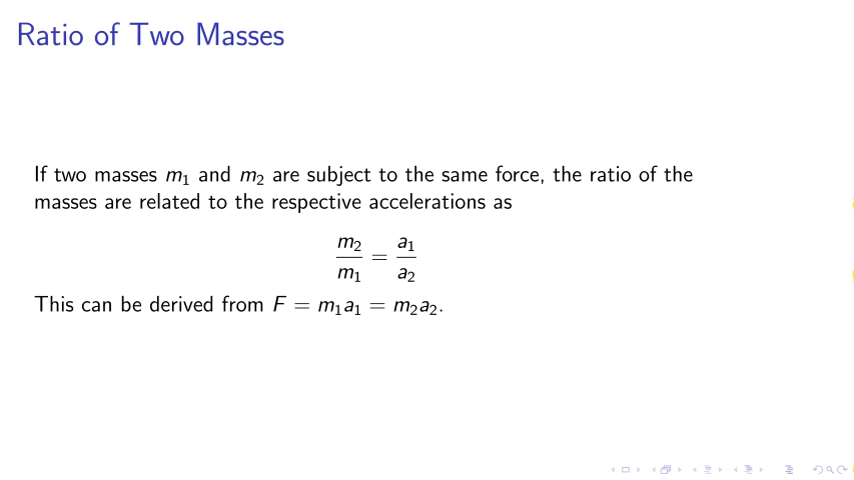 Ratio of Two Masses
If two masses m₁ and m₂ are subject to the same force, the ratio of the
masses are related to the respective accelerations as
m₂/m₁ = a₁/a₂
This can be derived from F = m₁a₁ = m₂a₂.